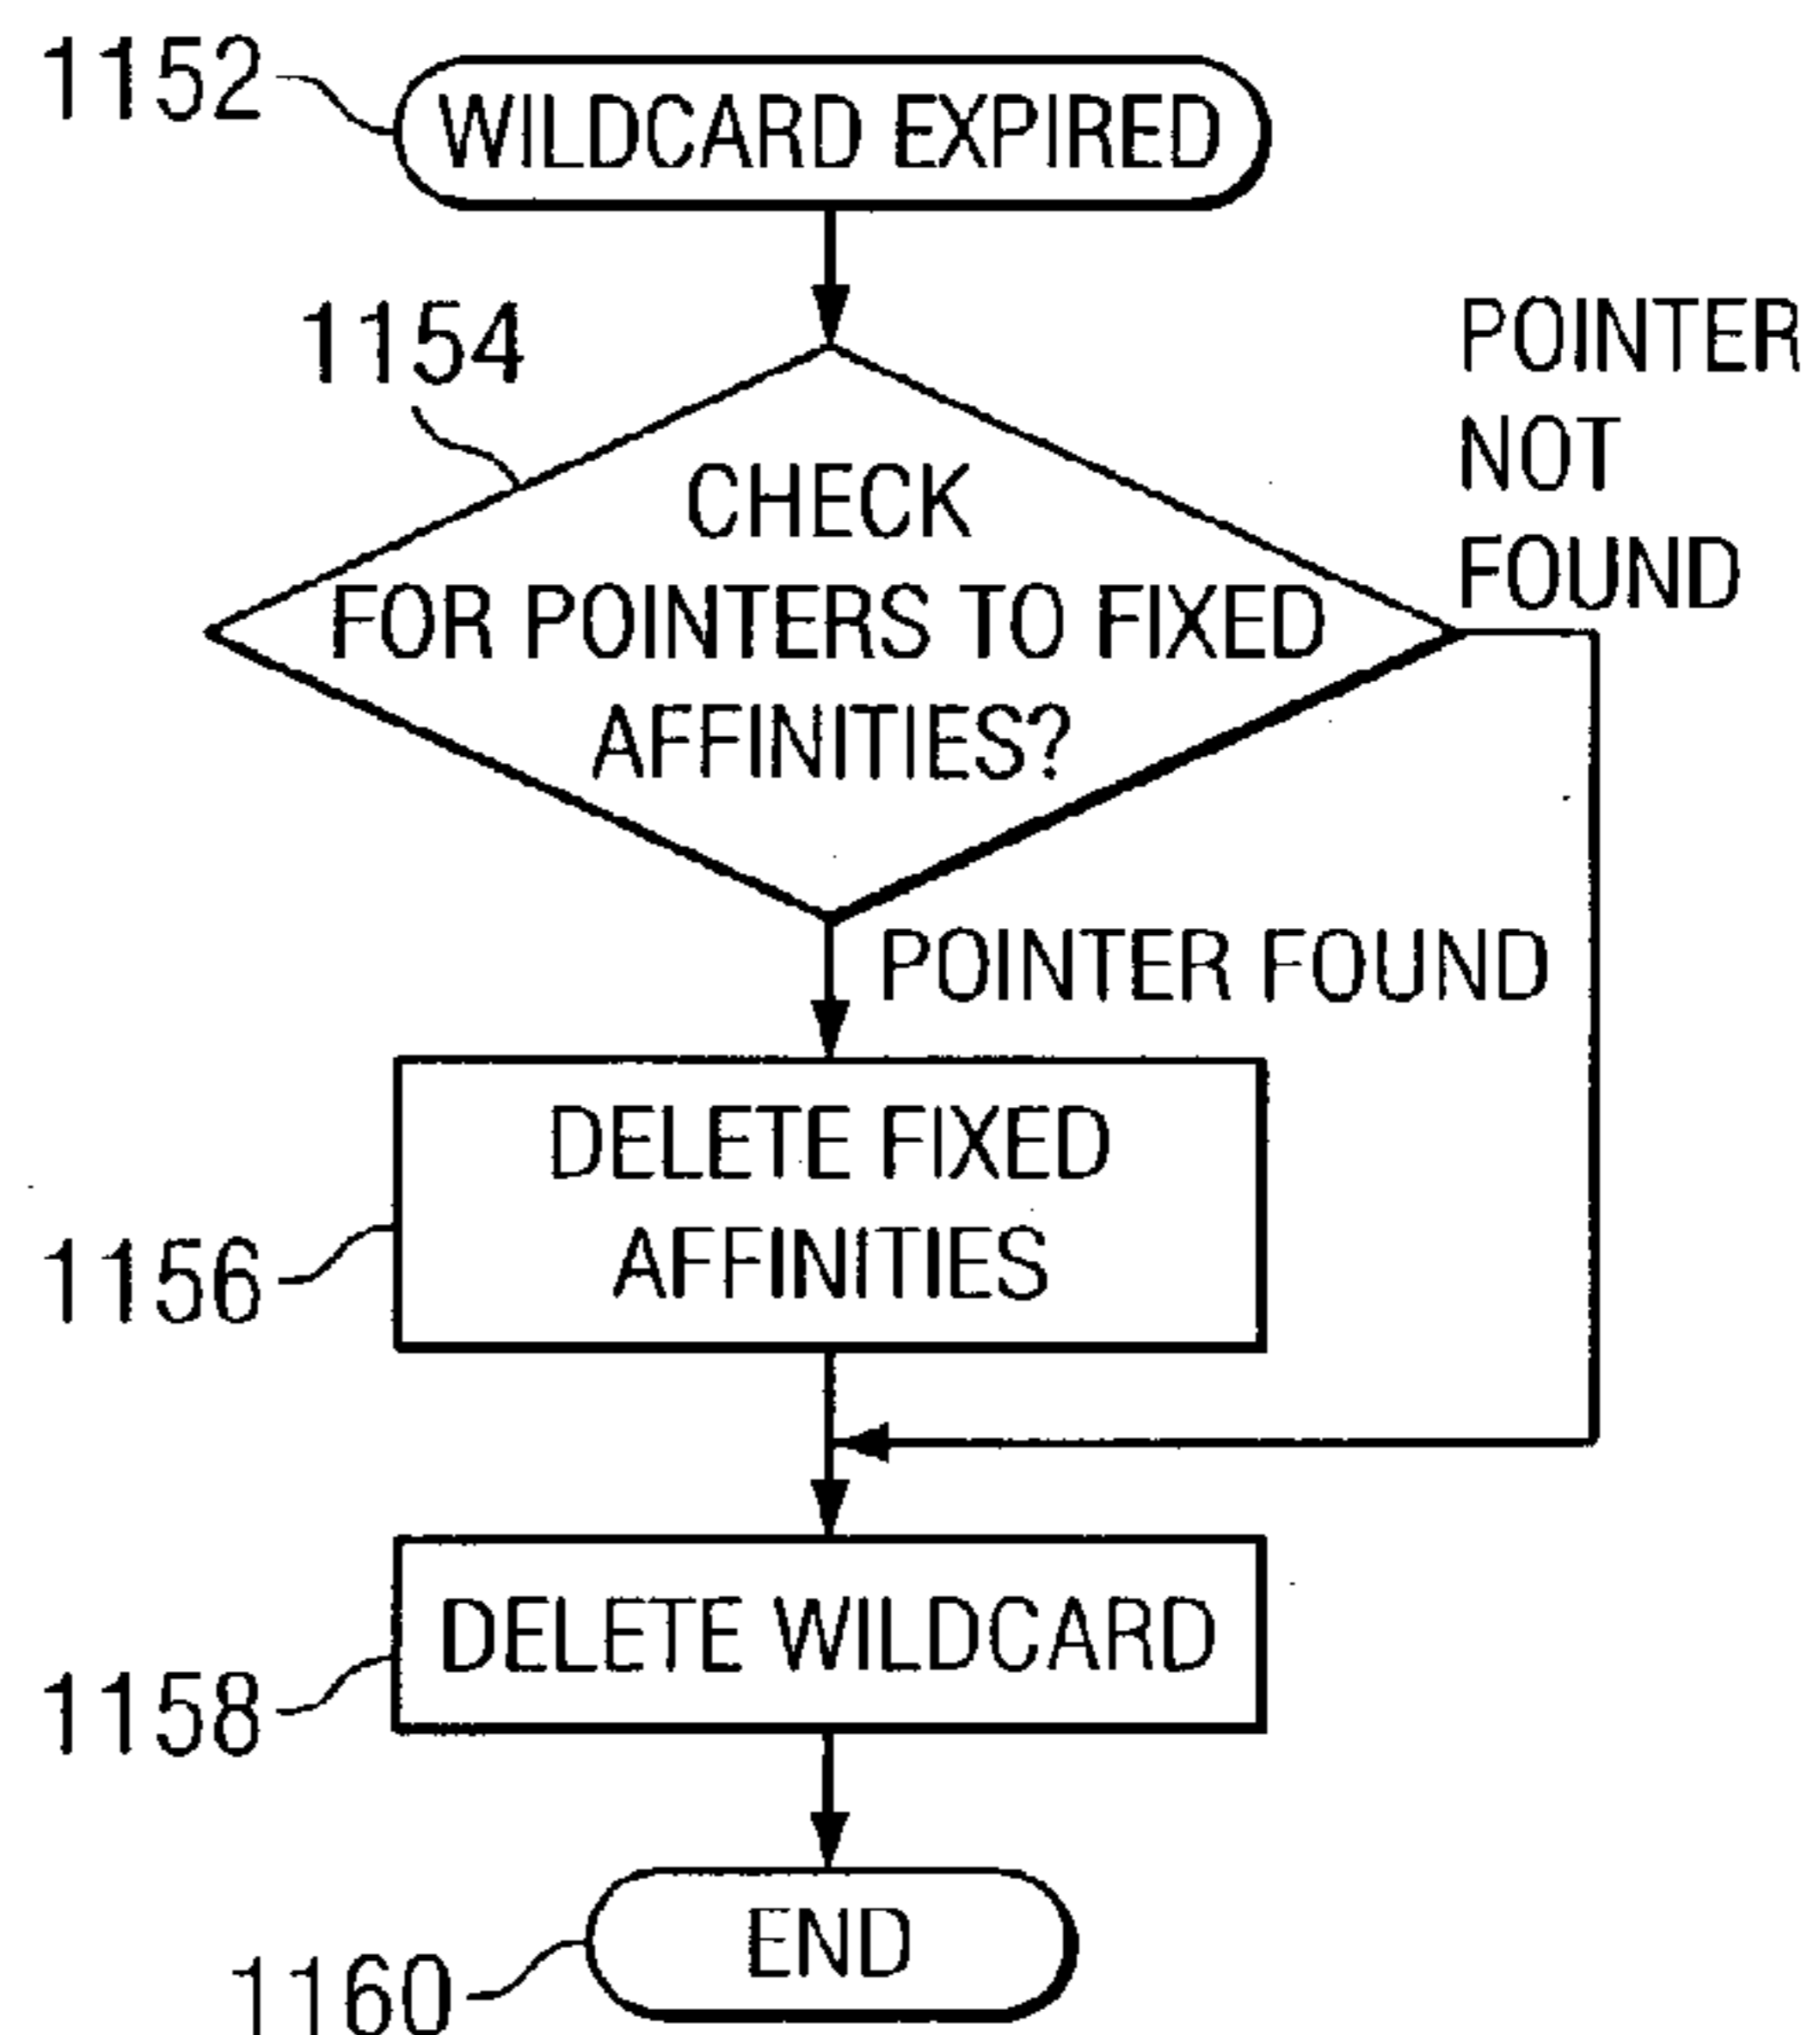 1152
WILDCARD EXPIRED
1154
POINTER
NOT
FOUND
CHECK
FOR POINTERS TO FIXED
AFFINITIES?
POINTER FOUND
DELETE FIXED
AFFINITIES
1156
DELETE WILDCARD
1158
END
1160